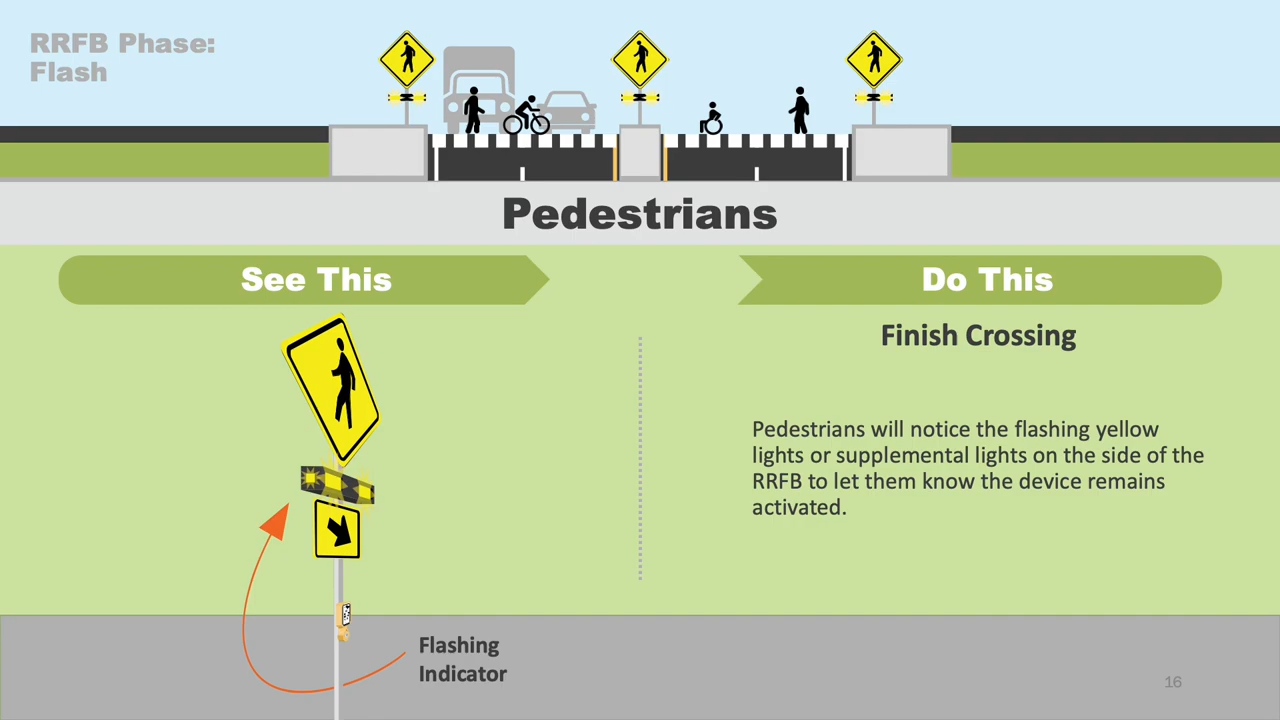 RRFB Phase:
Flash
Pedestrians
See This
Do This
Finish Crossing
Pedestrians will notice the flashing yellow
lights or supplemental lights on the side of the
RRFB to let them know the device remains
activated.
Flashing
Indicator
16